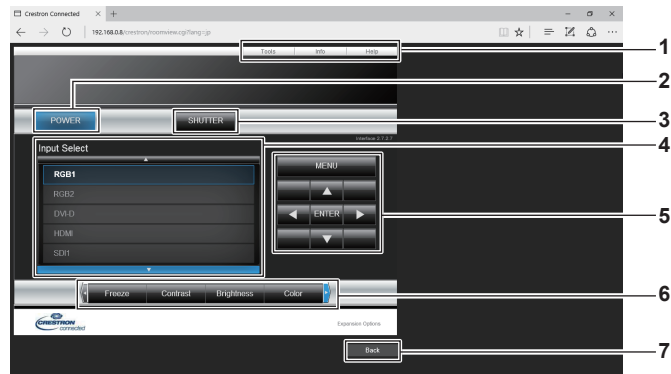 Crestron Connected
192.168.0.8/crestron/roomview.cgi?lang=jp
Tools Info Help
1
2
POWER
SHUTTER
3
Interface 2.7.2.7
4
Input Select
RGB1
RGB2
DVI-D
HDMI
SDI1
MENU
ENTER
5
Freeze Contrast Brightness Color
6
CRESTRON
connected
Expansion Options
Back
7